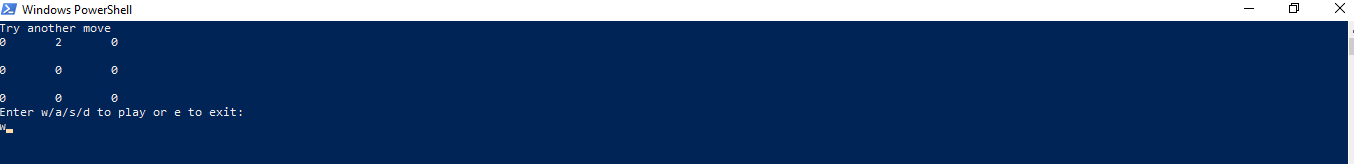 Windows PowerShell
Try another move
0 2 0
0 0 0
0 0 0
Enter w/a/s/d to play or e to exit:
w